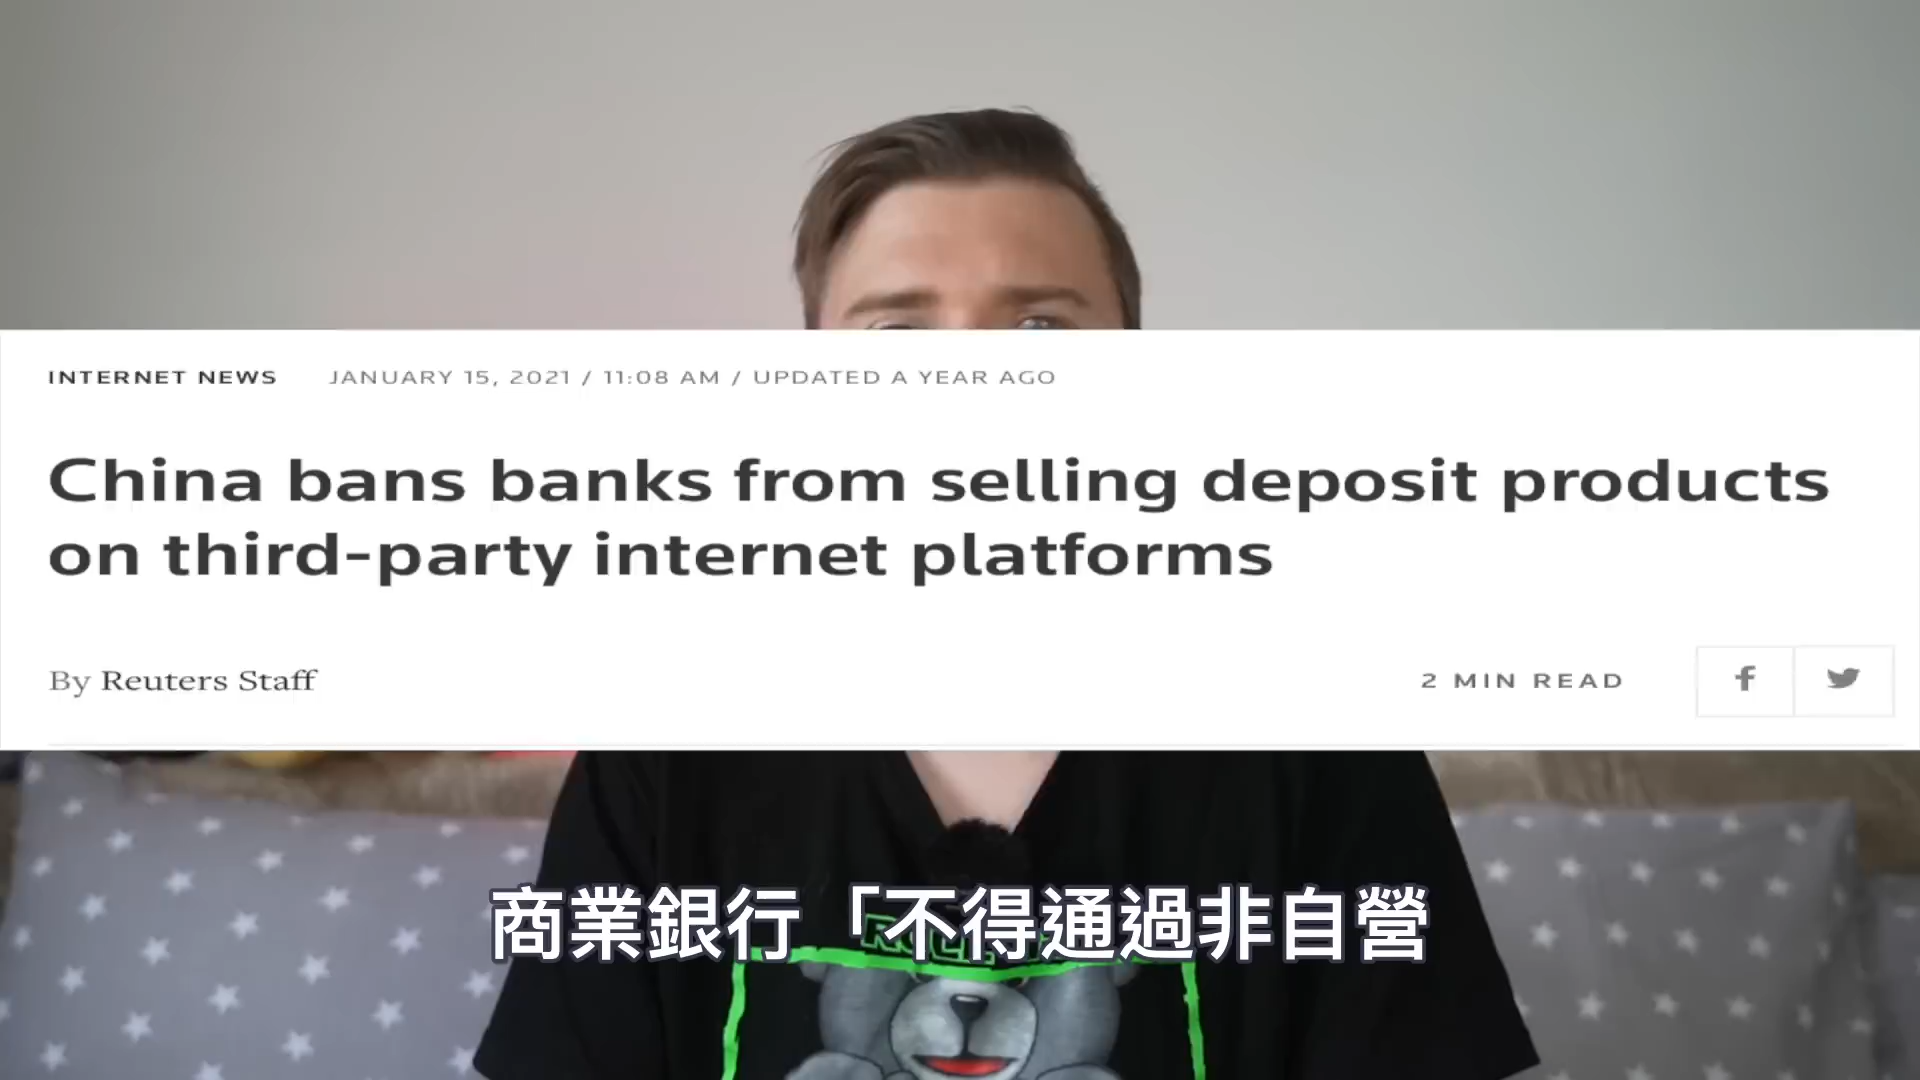 INTERNET NEWS JANUARY 15, 2021 / 11:08 AM / UPDATED A YEAR AGO
China bans banks from selling deposit products
on third-party internet platforms
By Reuters Staff 2 MIN READ
商業銀行「不得通過非自營